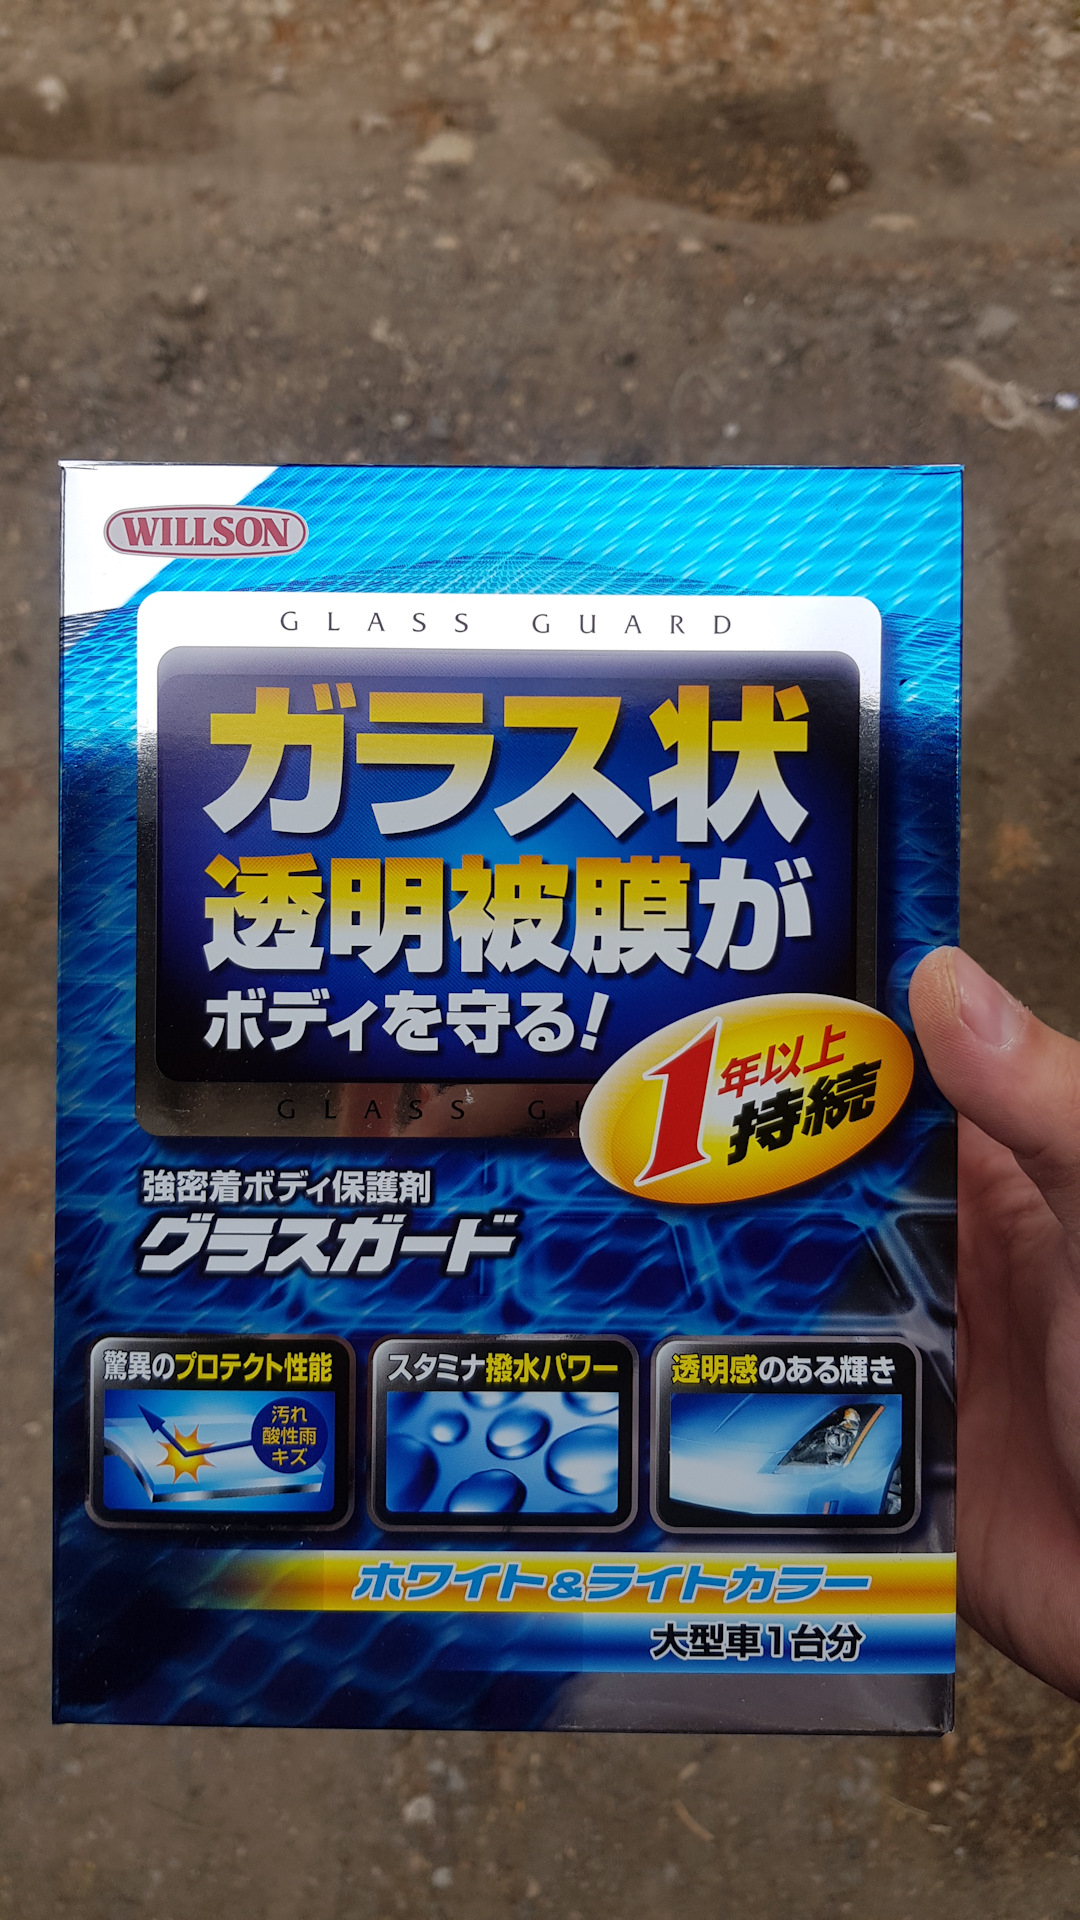 WILLSON
GLASS GUARD
ガラス状
透明被膜が
ボディを守る!
1年以上
持続
GLASS
強密着ボディ保護剤
グラスガード
驚異のプロテクト性能
汚れ
酸性雨
キズ
スタミナ撥水パワー
透明感のある輝き
ホワイト&ライトカラー
大型車1台分